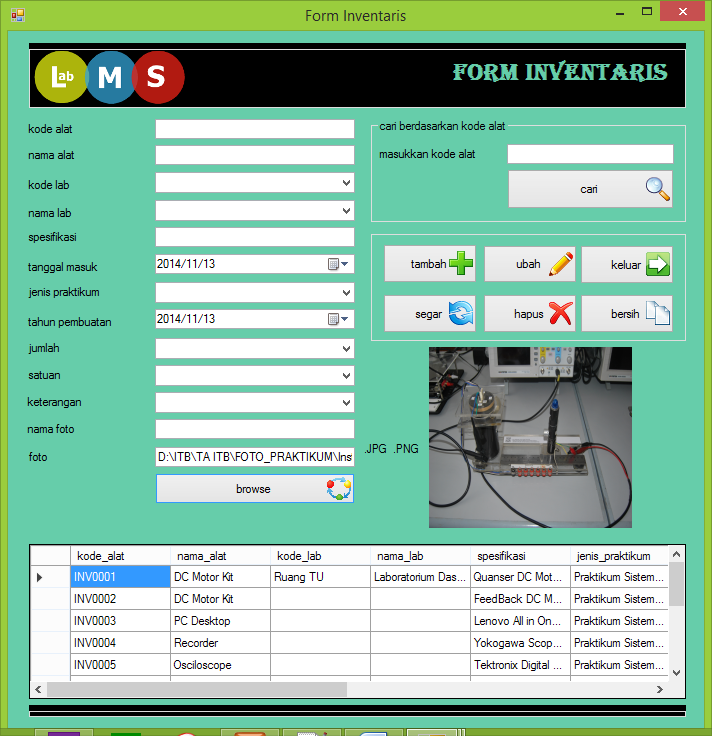 Form Inventaris
Lab M S
FORM INVENTARIS
kode alat
nama alat
kode lab
nama lab
spesifikasi
tanggal masuk 2014/11/13
jenis praktikum
tahun pembuatan 2014/11/13
jumlah
satuan
keterangan
nama foto
foto D:\ITB\TA ITB\FOTO_PRAKTIKUM\Ins
.JPG .PNG
browse
cari berdasarkan kode alat
masukkan kode alat
cari
tambah ubah keluar
segar hapus bersih
kode_alat nama_alat kode_lab nama_lab spesifikasi jenis_praktikum
INV0001 DC Motor Kit Ruang TU Laboratorium Das... Quanser DC Mot... Praktikum Sistem...
INV0002 DC Motor Kit FeedBack DC M... Praktikum Sistem...
INV0003 PC Desktop Lenovo All in On... Praktikum Sistem...
INV0004 Recorder Yokogawa Scop... Praktikum Sistem...
INV0005 Osciloscope Tektronix Digital ... Praktikum Sistem...